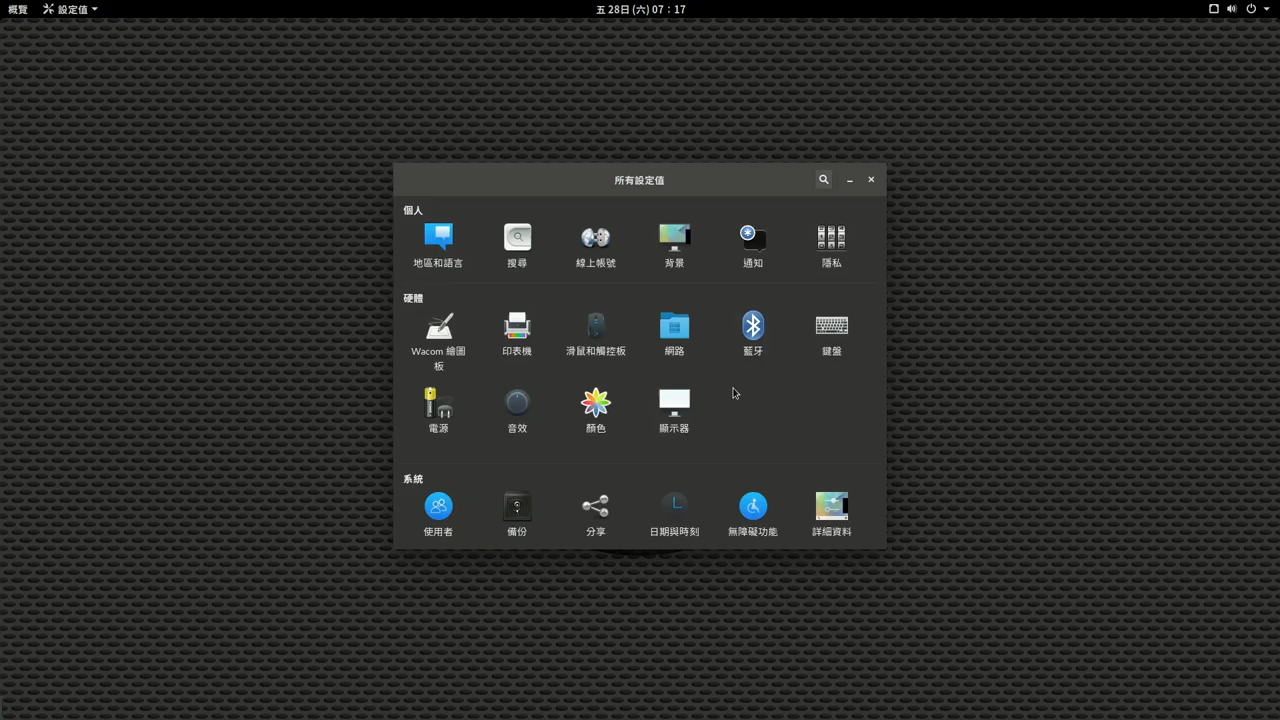 概覽 設定值 五 28日 (六) 07：17
所有設定值
個人
地區和語言 搜尋 線上帳號 背景 通知 隱私
硬體
Wacom 繪圖板 印表機 滑鼠和觸控板 網路 藍牙 鍵盤
電源 音效 顏色 顯示器
系統
使用者 備份 分享 日期與時刻 無障礙功能 詳細資料